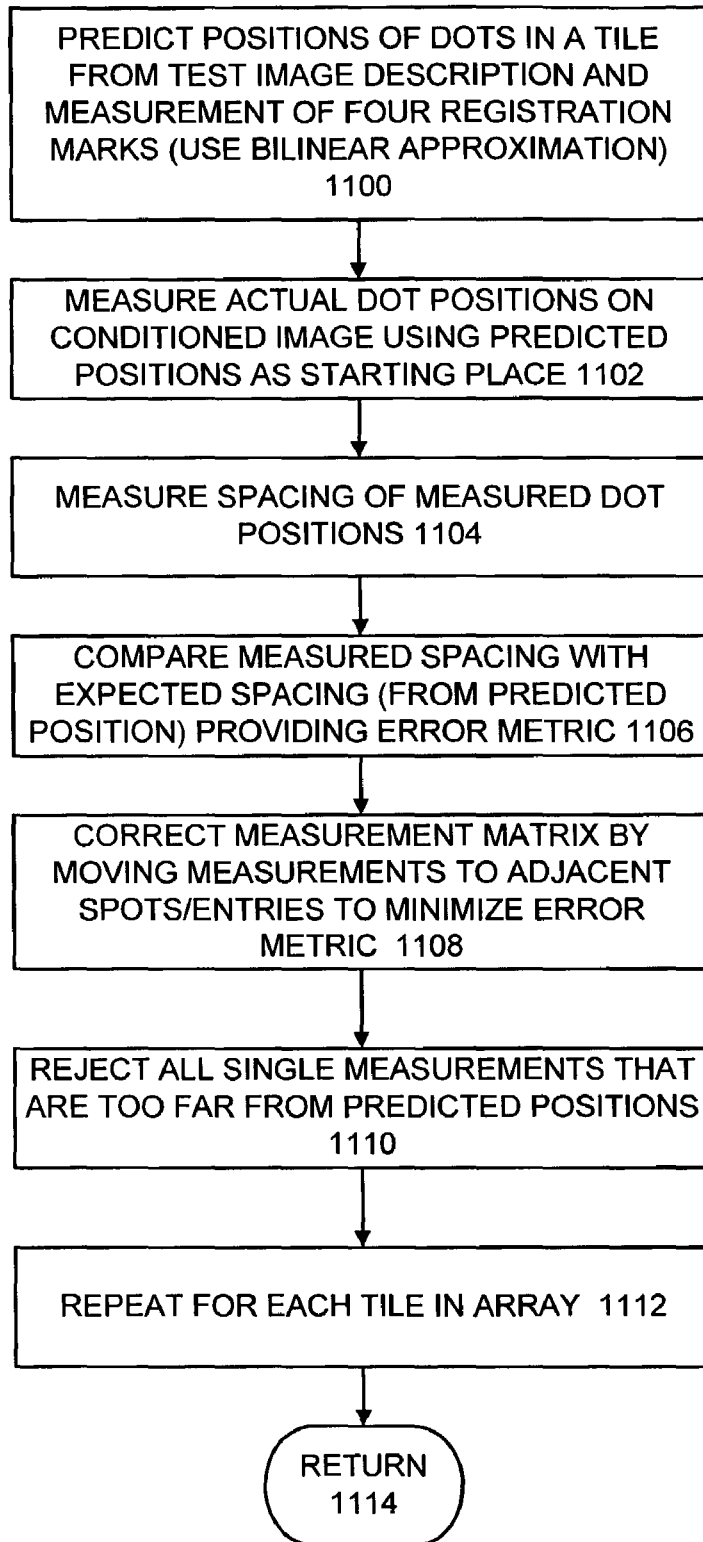 PREDICT POSITIONS OF DOTS IN A TILE
FROM TEST IMAGE DESCRIPTION AND
MEASUREMENT OF FOUR REGISTRATION
MARKS (USE BILINEAR APPROXIMATION)
1100
MEASURE ACTUAL DOT POSITIONS ON
CONDITIONED IMAGE USING PREDICTED
POSITIONS AS STARTING PLACE 1102
MEASURE SPACING OF MEASURED DOT
POSITIONS 1104
COMPARE MEASURED SPACING WITH
EXPECTED SPACING (FROM PREDICTED
POSITION) PROVIDING ERROR METRIC 1106
CORRECT MEASUREMENT MATRIX BY
MOVING MEASUREMENTS TO ADJACENT
SPOTS/ENTRIES TO MINIMIZE ERROR
METRIC 1108
REJECT ALL SINGLE MEASUREMENTS THAT
ARE TOO FAR FROM PREDICTED POSITIONS
1110
REPEAT FOR EACH TILE IN ARRAY 1112
RETURN
1114